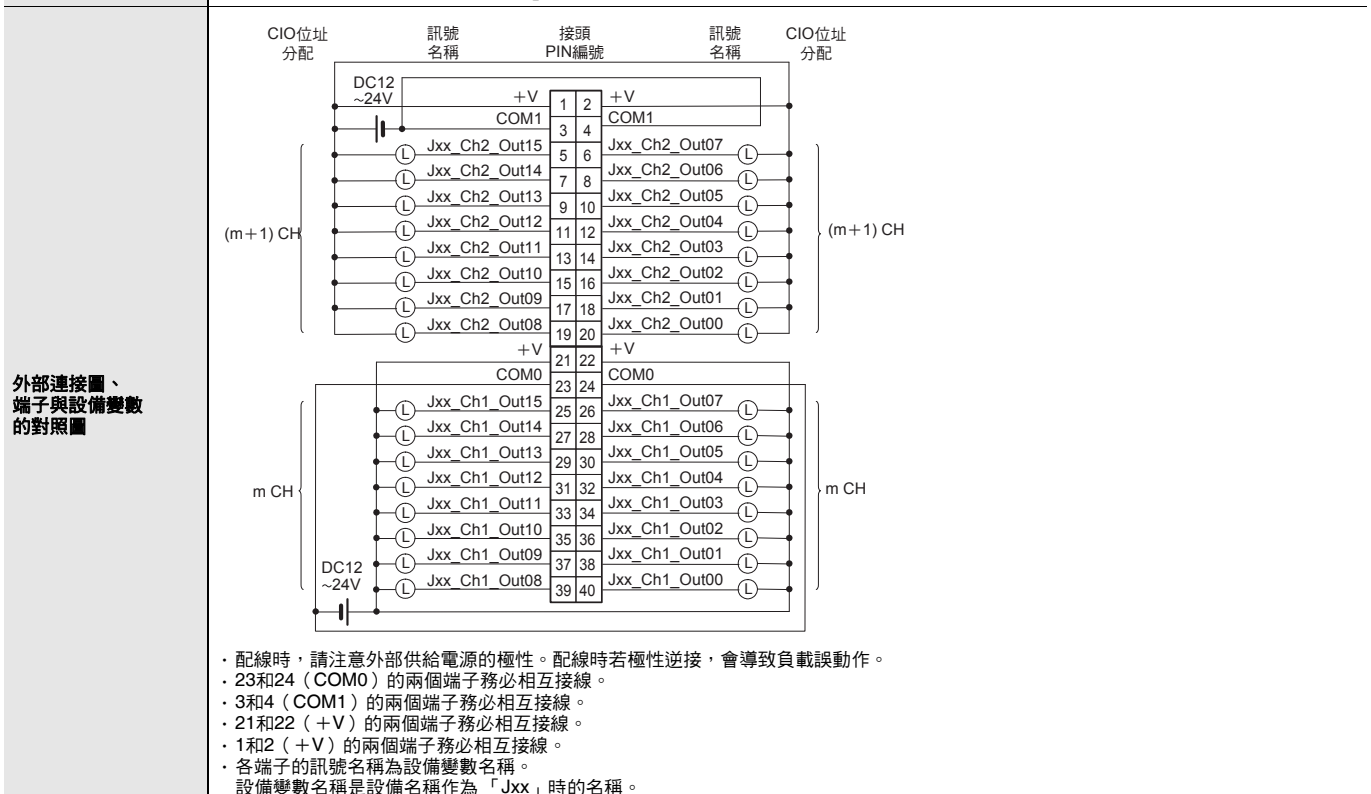 CIO位址 訊號 接頭 訊號 CIO位址
分配 名稱 PIN編號 名稱 分配
DC12
~24V
+V 1 2 +V
COM1 3 4 COM1
L Jxx_Ch2_Out15 5 6 Jxx_Ch2_Out07 L
L Jxx_Ch2_Out14 7 8 Jxx_Ch2_Out06 L
L Jxx_Ch2_Out13 9 10 Jxx_Ch2_Out05 L
(m+1) CH L Jxx_Ch2_Out12 11 12 Jxx_Ch2_Out04 L (m+1) CH
L Jxx_Ch2_Out11 13 14 Jxx_Ch2_Out03 L
L Jxx_Ch2_Out10 15 16 Jxx_Ch2_Out02 L
L Jxx_Ch2_Out09 17 18 Jxx_Ch2_Out01 L
L Jxx_Ch2_Out08 19 20 Jxx_Ch2_Out00 L
+V 21 22 +V
COM0 23 24 COM0
L Jxx_Ch1_Out15 25 26 Jxx_Ch1_Out07 L
L Jxx_Ch1_Out14 27 28 Jxx_Ch1_Out06 L
L Jxx_Ch1_Out13 29 30 Jxx_Ch1_Out05 L
m CH L Jxx_Ch1_Out12 31 32 Jxx_Ch1_Out04 L m CH
L Jxx_Ch1_Out11 33 34 Jxx_Ch1_Out03 L
L Jxx_Ch1_Out10 35 36 Jxx_Ch1_Out02 L
L Jxx_Ch1_Out09 37 38 Jxx_Ch1_Out01 L
L Jxx_Ch1_Out08 39 40 Jxx_Ch1_Out00 L
DC12
~24V
外部連接圖、
端子與設備變數
的對照圖
・配線時,請注意外部供給電源的極性。配線時若極性逆接,會導致負載誤動作。
・23和24(COM0)的兩個端子務必相互接線。
・3和4(COM1)的兩個端子務必相互接線。
・21和22(+V)的兩個端子務必相互接線。
・1和2(+V)的兩個端子務必相互接線。
・各端子的訊號名稱為設備變數名稱。
設備變數名稱是設備名稱作為「Jxx」時的名稱。